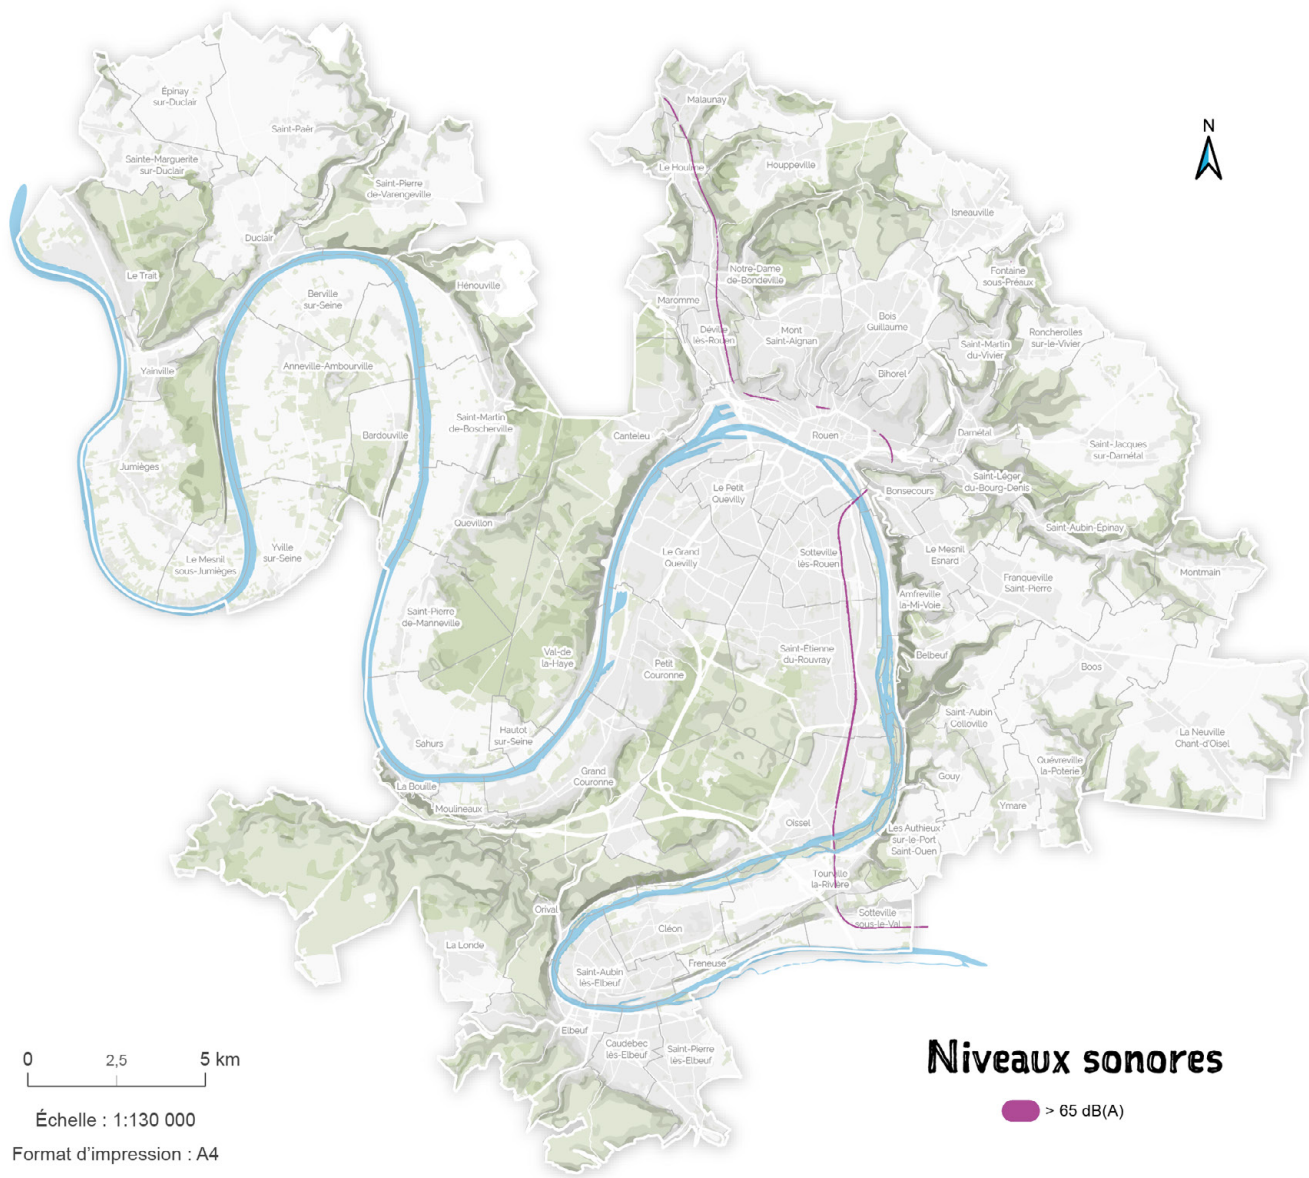 Malaunay
N
Épinay
sur-Duclair
Saint-Paër
Sainte-Marguerite
sur-Duclair
Le Houlme
Houppeville
Saint-Pierre
de-Varengeville
Isneauville
Duclair
Le Trait
Notre-Dame
de-Bondeville
Fontaine
sous-Préaux
Hénouville
Berville
sur-Seine
Maromme
Bois
Guillaume
Déville
lès-Rouen
Mont
Saint-Aignan
Roncherolles
sur-le-Vivier
Saint-Martin
du-Vivier
Yainville
Anneville-Ambourville
Bihorel
Saint-Martin
de-Boscherville
Bardouville
Canteleu
Rouen
Darnétal
Saint-Jacques
sur-Darnétal
Jumièges
Saint-Léger
du-Bourg-Denis
Le Petit
Quevilly
Bonsecours
Quevillon
Saint-Aubin-Épinay
Yville
sur-Seine
Le Mesnil
sous-Jumièges
Le Grand
Quevilly
Sotteville
lès-Rouen
Le Mesnil
Esnard
Franqueville
Saint-Pierre
Montmain
Amfreville
la-Mi-Voie
Saint-Pierre
de-Manneville
Val-de
la-Haye
Petit
Couronne
Saint-Étienne
du-Rouvray
Belbeuf
Boos
Saint-Aubin
Celloville
Sahurs
Hautot
sur-Seine
La Neuville
Chant-d'Oisel
Quévreville
la-Poterie
Grand
Couronne
Gouy
La Bouille
Moulineaux
Ymare
Oissel
Les Authieux
sur-le-Port
Saint-Ouen
Tourville
la-Rivière
Orival
Sotteville
sous-le-Val
Cléon
La Londe
Freneuse
Saint-Aubin
lès-Elbeuf
Elbeuf
Caudebec
lès-Elbeuf
Saint-Pierre
lès-Elbeuf
0 2,5 5 km
Échelle : 1:130 000
Format d'impression : A4
Niveaux sonores
> 65 dB(A)